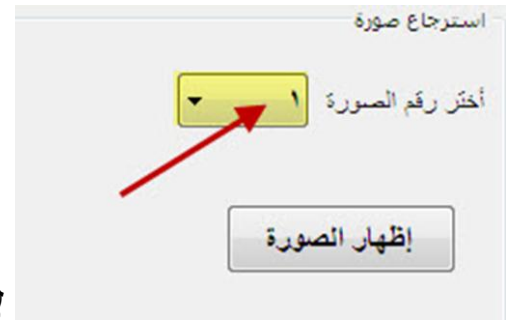 استرجاع صورة
أختر رقم الصورة ١
إظهار الصورة